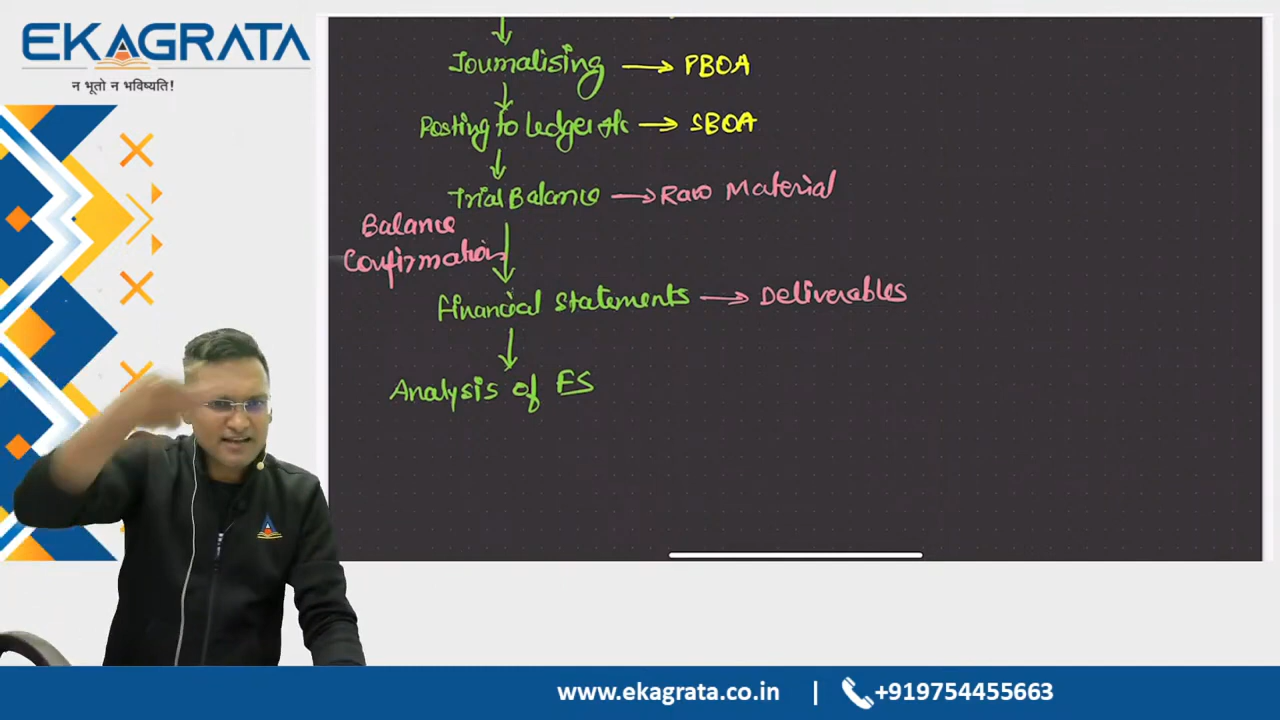 EKAGRATA
न भूतो न भविष्यति!
Journalising → PBOA
Posting to Ledger A/c → SBOA
Trial Balance → Raw Material
Balance
Confirmation
Financial Statements → Deliverables
Analysis of FS
www.ekagrata.co.in | +919754455663